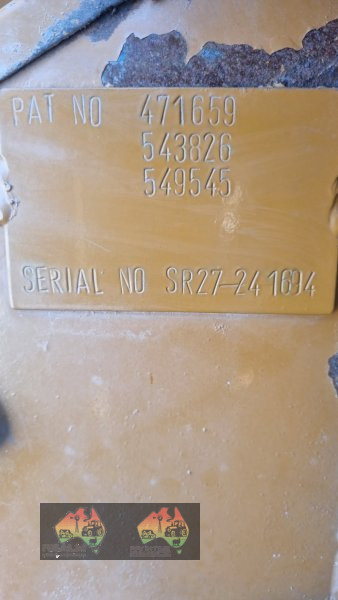 PAT NO 471659
543826
549545
SERIAL NO SR27-241694